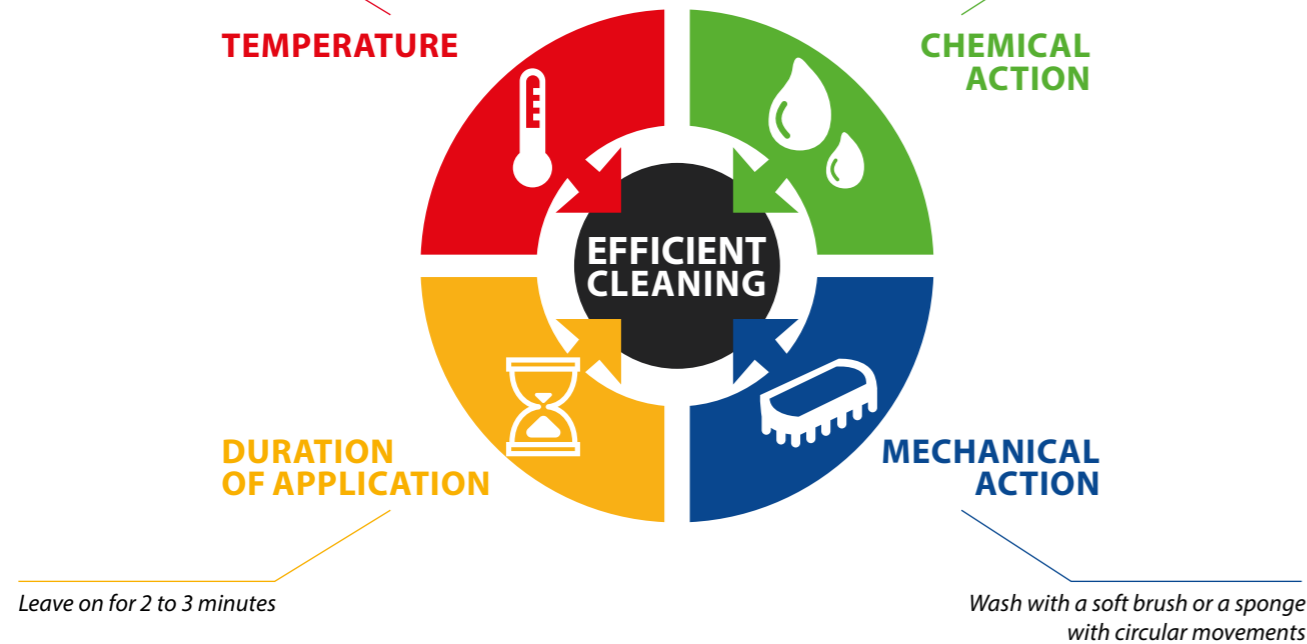 TEMPERATURE
CHEMICAL
ACTION
EFFICIENT
CLEANING
DURATION
OF APPLICATION
MECHANICAL
ACTION
Leave on for 2 to 3 minutes
Wash with a soft brush or a sponge
with circular movements